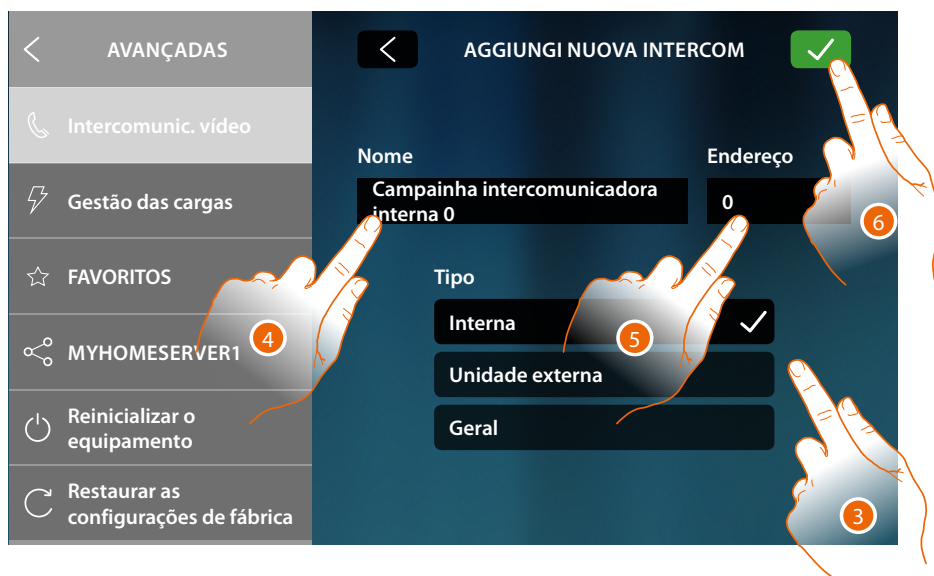 AVANÇADAS
Intercomunic. vídeo
Gestão das cargas
FAVORITOS
MYHOMESERVER1
Reinicializar o
equipamento
Restaurar as
configurações de fábrica
AGGIUNGI NUOVA INTERCOM
Nome
Endereço
Campainha intercomunicadora
interna 0
0
Tipo
Interna
Unidade externa
Geral
4
5
6
3